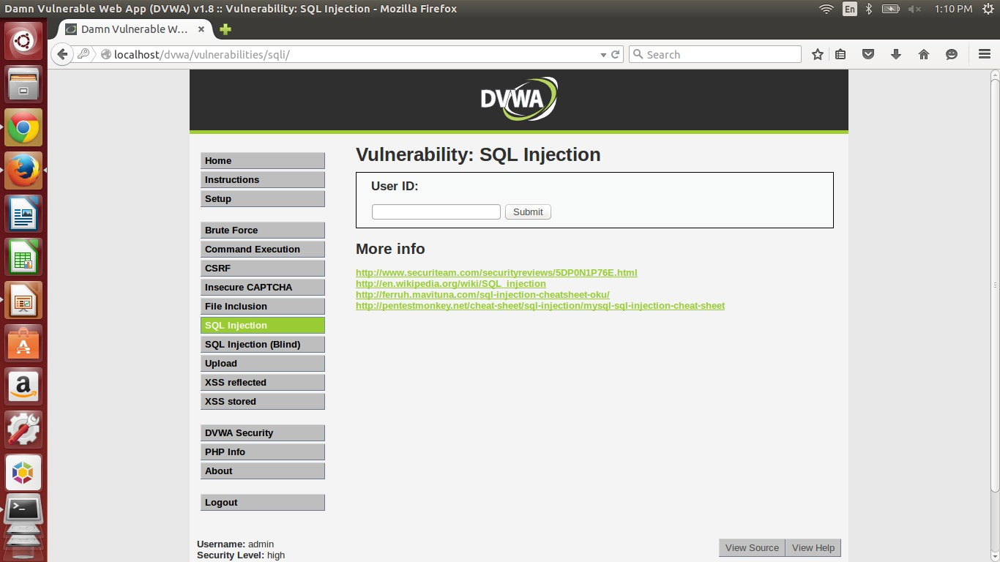 Damn Vulnerable Web App (DVWA) v1.8 :: Vulnerability: SQL Injection - Mozilla Firefox
En
1:10 PM
Damn Vulnerable W...
localhost/dvwa/vulnerabilities/sqli/
Search
DVWA
Home
Instructions
Setup
Brute Force
Command Execution
CSRF
Insecure CAPTCHA
File Inclusion
SQL Injection
SQL Injection (Blind)
Upload
XSS reflected
XSS stored
DVWA Security
PHP Info
About
Logout
Vulnerability: SQL Injection
User ID:
Submit
More info
http://www.securiteam.com/securityreviews/5DP0N1P76E.html
http://en.wikipedia.org/wiki/SQL_injection
http://ferruh.mavituna.com/sql-injection-cheatsheet-oku/
http://pentestmonkey.net/cheat-sheet/sql-injection/mysql-sql-injection-cheat-sheet
Username: admin
Security Level: high
View Source
View Help